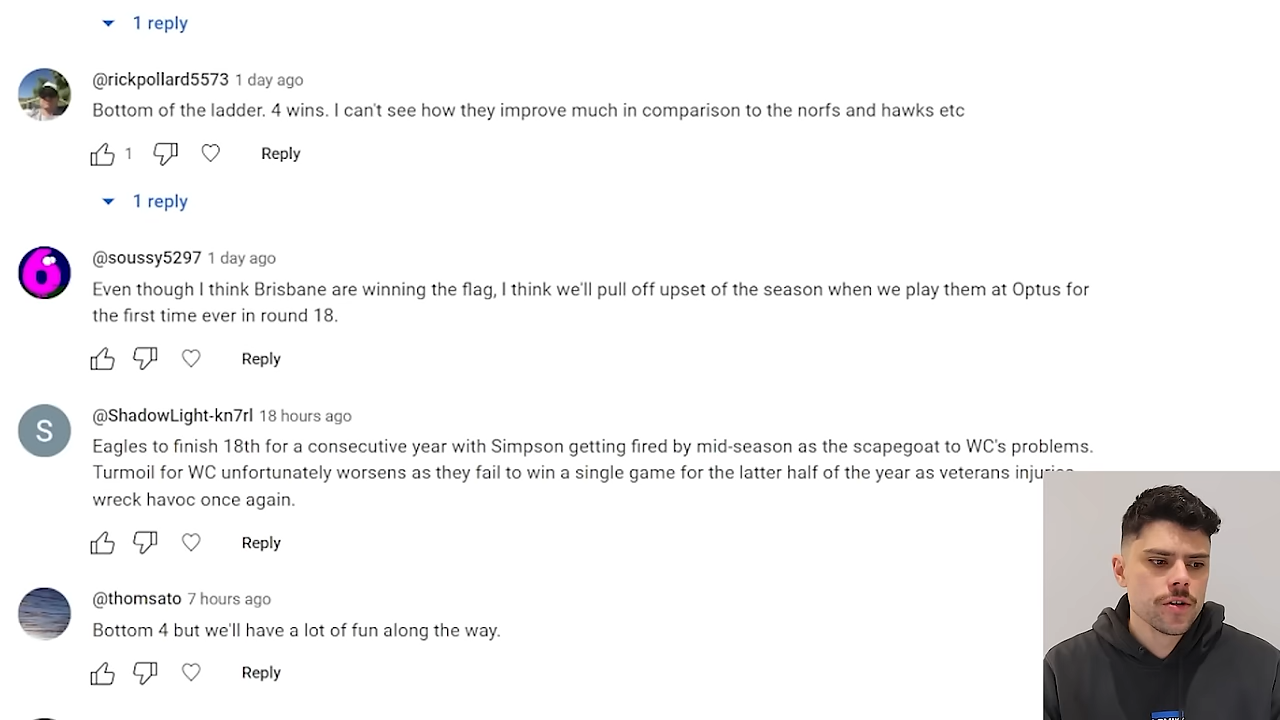 1 reply
@rickpollard5573 1 day ago
Bottom of the ladder. 4 wins. I can't see how they improve much in comparison to the norfs and hawks etc
1
Reply
1 reply
6
@soussy5297 1 day ago
Even though I think Brisbane are winning the flag, I think we'll pull off upset of the season when we play them at Optus for
the first time ever in round 18.
Reply
S
@ShadowLight-kn7rl 18 hours ago
Eagles to finish 18th for a consecutive year with Simpson getting fired by mid-season as the scapegoat to WC's problems.
Turmoil for WC unfortunately worsens as they fail to win a single game for the latter half of the year as veterans injuries
wreck havoc once again.
Reply
@thomsato 7 hours ago
Bottom 4 but we'll have a lot of fun along the way.
Reply